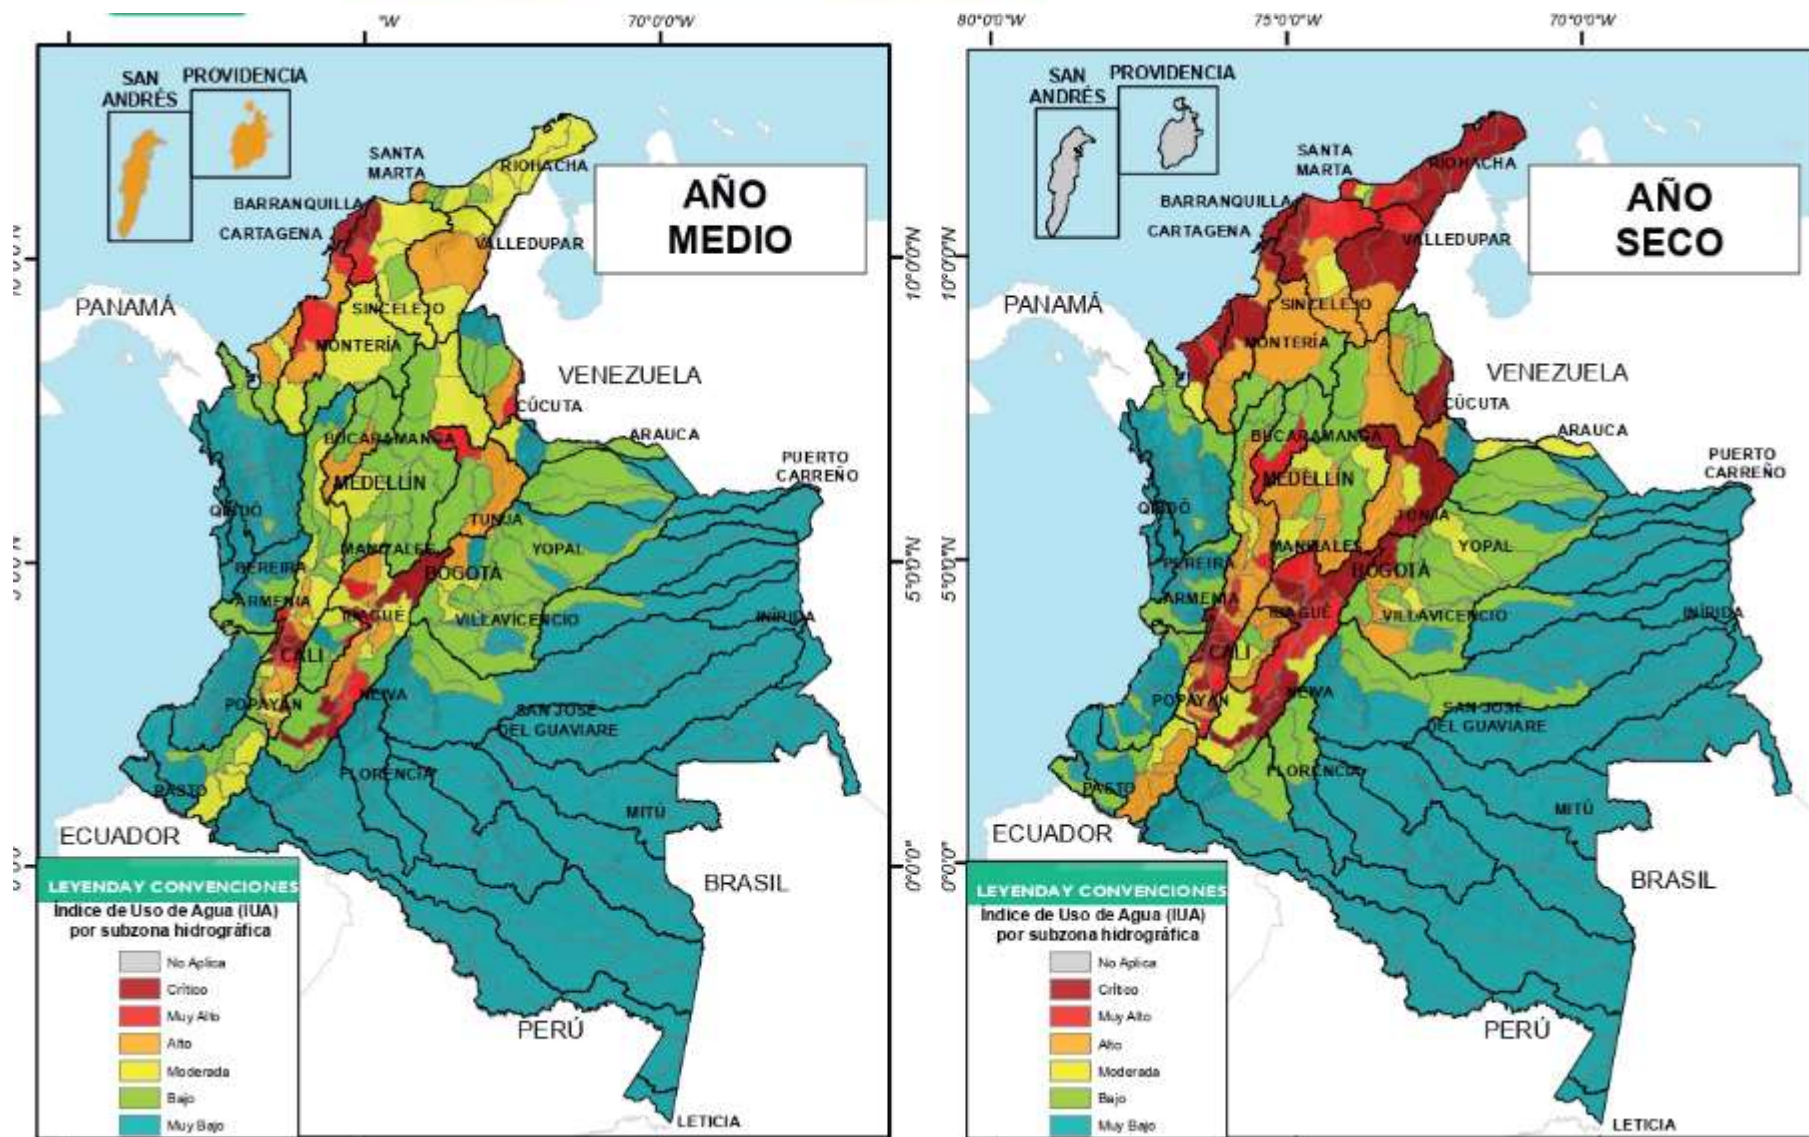 °W
70°0'0"W
SAN
ANDRÉS
PROVIDENCIA
SANTA
MARTA
RIOHACHA
BARRANQUILLA
CARTAGENA
VALLEDUPAR
AÑO
MEDIO
10°0'0"N
PANAMÁ
SINCELEJO
MONTERÍA
VENEZUELA
CÚCUTA
BUCARAMANGA
ARAUCA
PUERTO
CARREÑO
MEDELLÍN
QIBDÓ
TUNJA
MANIZALES
YOPAL
PEREIRA
BOGOTÁ
5°0'0"N
ARMENIA
IBAGUÉ
VILLAVICENCIO
INÍRIDA
CALI
NEIVA
POPAYÁN
SAN JOSÉ
DEL GUAVIARE
FLORENCIA
PASTO
MITÚ
ECUADOR
0°0'0"
BRASIL
LEYENDA Y CONVENCIONES
Índice de Uso de Agua (IUA)
por subzona hidrográfica
No Aplica
Crítico
Muy Alto
Alto
Moderada
Bajo
Muy Bajo
PERÚ
LETICIA
80°0'0"W
75°0'0"W
70°0'0"W
SAN
ANDRÉS
PROVIDENCIA
SANTA
MARTA
RIOHACHA
BARRANQUILLA
CARTAGENA
VALLEDUPAR
AÑO
SECO
PANAMÁ
SINCELEJO
MONTERÍA
VENEZUELA
CÚCUTA
BUCARAMANGA
ARAUCA
PUERTO
CARREÑO
MEDELLÍN
QIBDÓ
TUNJA
MANIZALES
YOPAL
PEREIRA
BOGOTÁ
ARMENIA
IBAGUÉ
VILLAVICENCIO
INÍRIDA
CALI
NEIVA
POPAYÁN
SAN JOSÉ
DEL GUAVIARE
FLORENCIA
PASTO
MITÚ
ECUADOR
BRASIL
LEYENDA Y CONVENCIONES
Índice de Uso de Agua (IUA)
por subzona hidrográfica
No Aplica
Crítico
Muy Alto
Alto
Moderada
Bajo
Muy Bajo
PERÚ
LETICIA